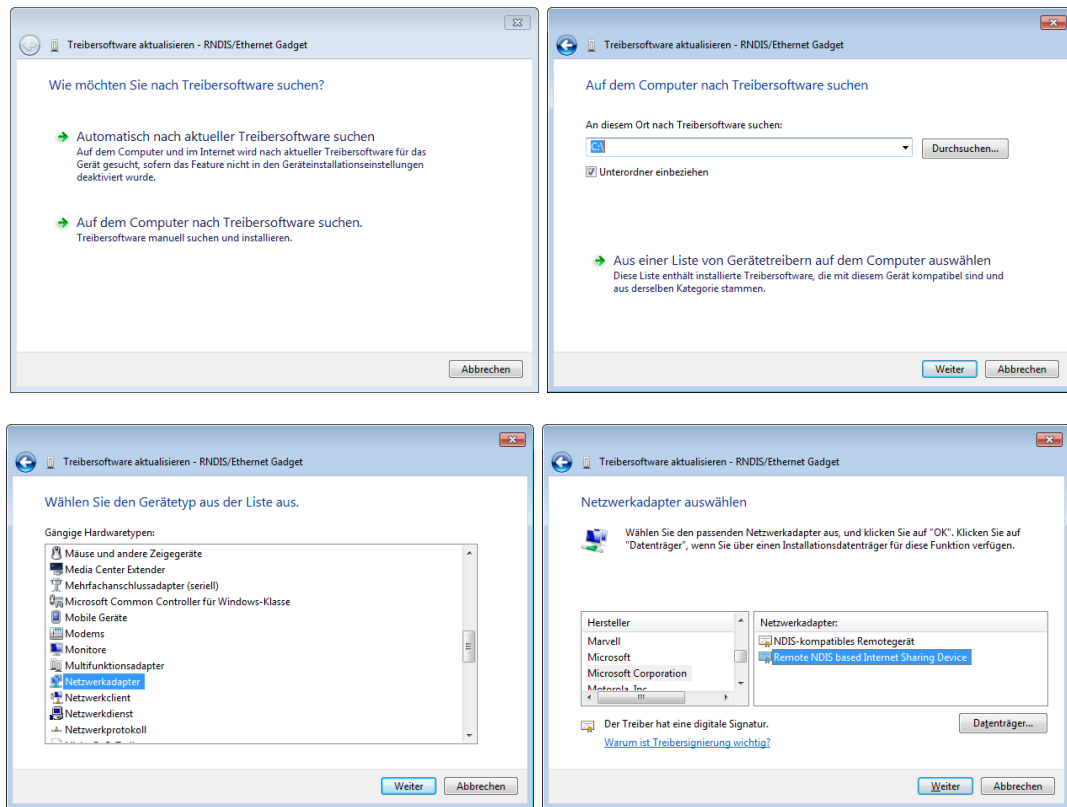 Treibersoftware aktualisieren - RNDIS/Ethernet Gadget
Wie möchten Sie nach Treibersoftware suchen?
Automatisch nach aktueller Treibersoftware suchen
Auf dem Computer und im Internet wird nach aktueller Treibersoftware für das
Gerät gesucht, sofern das Feature nicht in den Geräteinstallationseinstellungen
deaktiviert wurde.
Auf dem Computer nach Treibersoftware suchen.
Treibersoftware manuell suchen und installieren.
Abbrechen
Treibersoftware aktualisieren - RNDIS/Ethernet Gadget
Auf dem Computer nach Treibersoftware suchen
An diesem Ort nach Treibersoftware suchen:
C:\
Durchsuchen...
Unterordner einbeziehen
Aus einer Liste von Gerätetreibern auf dem Computer auswählen
Diese Liste enthält installierte Treibersoftware, die mit diesem Gerät kompatibel sind und
aus derselben Kategorie stammen.
Weiter
Abbrechen
Treibersoftware aktualisieren - RNDIS/Ethernet Gadget
Wählen Sie den Gerätetyp aus der Liste aus.
Gängige Hardwaretypen:
Mäuse und andere Zeigegeräte
Media Center Extender
Mehrfachanschlussadapter (seriell)
Microsoft Common Controller für Windows-Klasse
Mobile Geräte
Modems
Monitore
Multifunktionsadapter
Netzwerkadapter
Netzwerkclient
Netzwerkdienst
Netzwerkprotokoll
Weiter
Abbrechen
Treibersoftware aktualisieren - RNDIS/Ethernet Gadget
Netzwerkadapter auswählen
Wählen Sie den passenden Netzwerkadapter aus, und klicken Sie auf "OK". Klicken Sie auf
"Datenträger", wenn Sie über einen Installationsdatenträger für diese Funktion verfügen.
Hersteller
Marvell
Microsoft
Microsoft Corporation
Motorola, Inc.
Netzwerkadapter:
NDIS-kompatibles Remotegerät
Remote NDIS based Internet Sharing Device
Der Treiber hat eine digitale Signatur.
Warum ist Treibersignierung wichtig?
Datenträger...
Weiter
Abbrechen